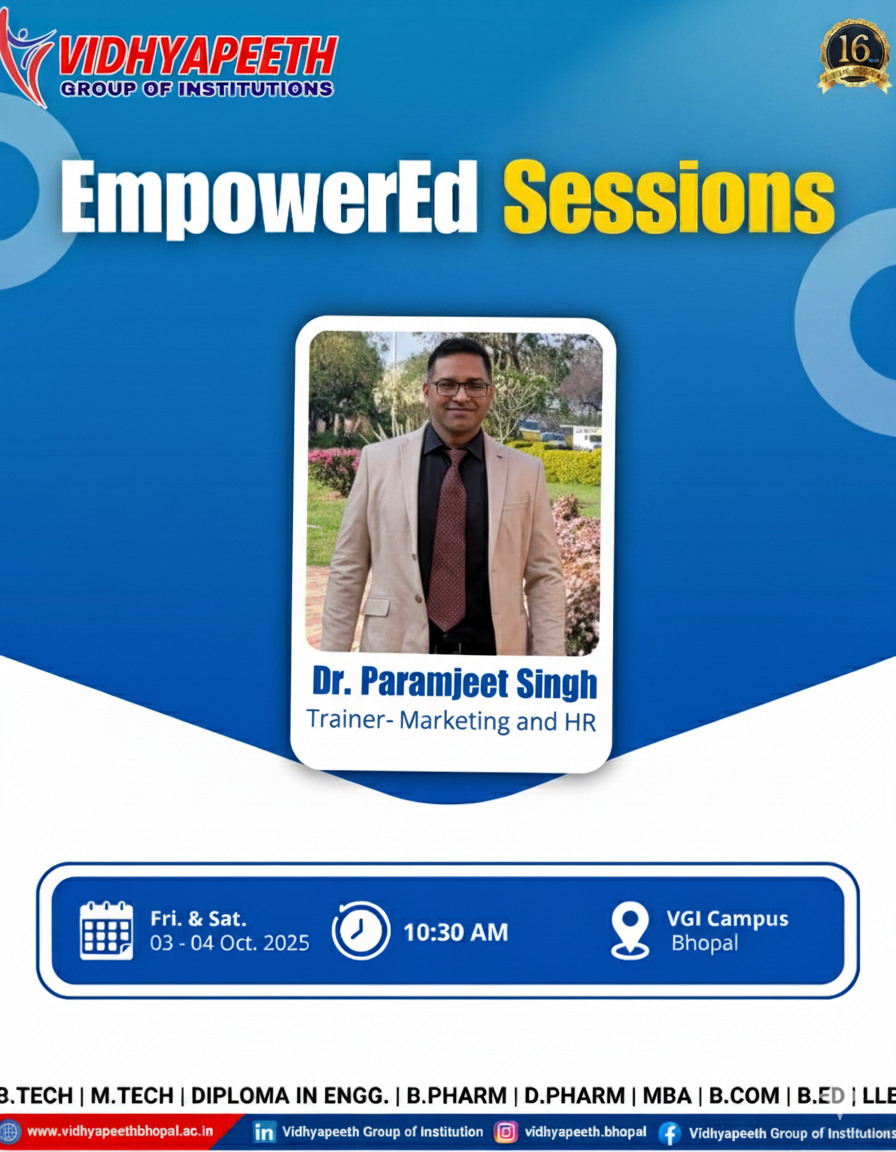 VIDHYAPEETH
GROUP OF INSTITUTIONS
16
EmpowerEd Sessions
Dr. Paramjeet Singh
Trainer- Marketing and HR
Fri. & Sat.
03 - 04 Oct. 2025
10:30 AM
VGI Campus
Bhopal
B.TECH | M.TECH | DIPLOMA IN ENGG. | B.PHARM | D.PHARM | MBA | B.COM | B.ED | LLB
www.vidhyapeethbhopal.ac.in
in Vidhyapeeth Group of Institution
vidhyapeeth.bhopal
f Vidhyapeeth Group of Institutions